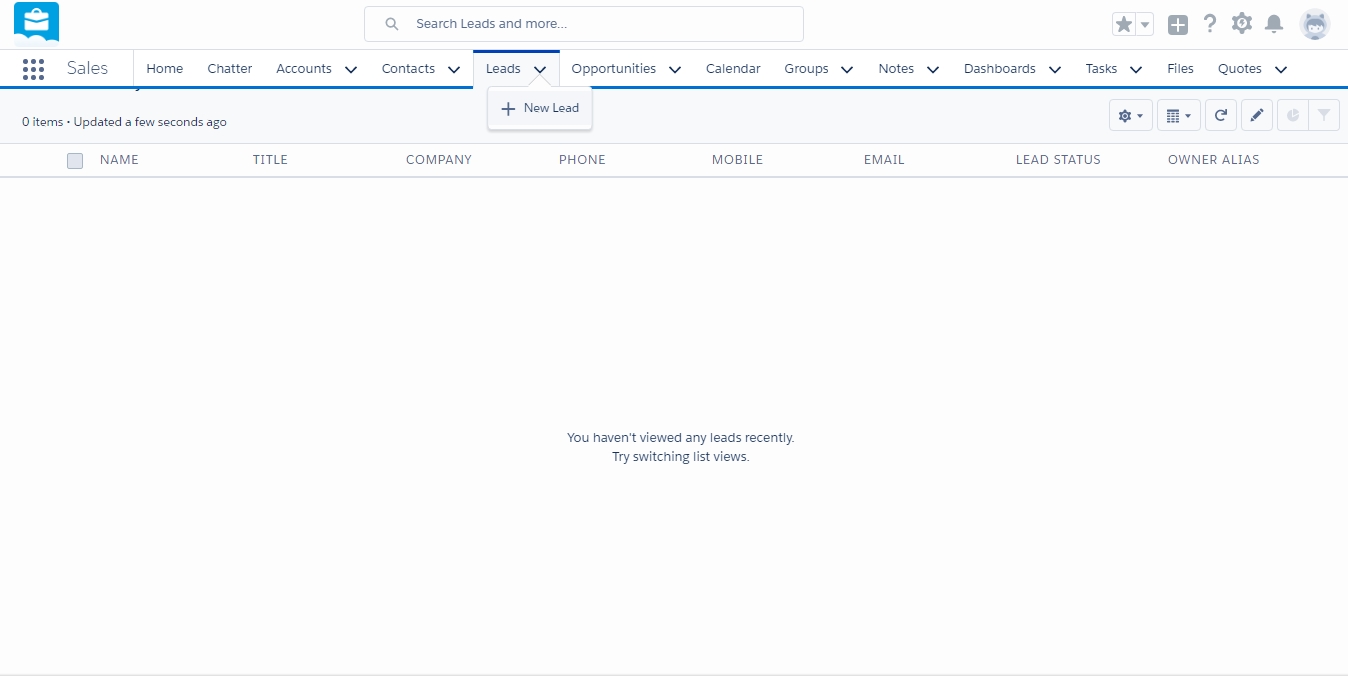 Search Leads and more...
Sales Home Chatter Accounts Contacts Leads Opportunities Calendar Groups Notes Dashboards Tasks Files Quotes
New Lead
0 items • Updated a few seconds ago
NAME TITLE COMPANY PHONE MOBILE EMAIL LEAD STATUS OWNER ALIAS
You haven't viewed any leads recently.
Try switching list views.